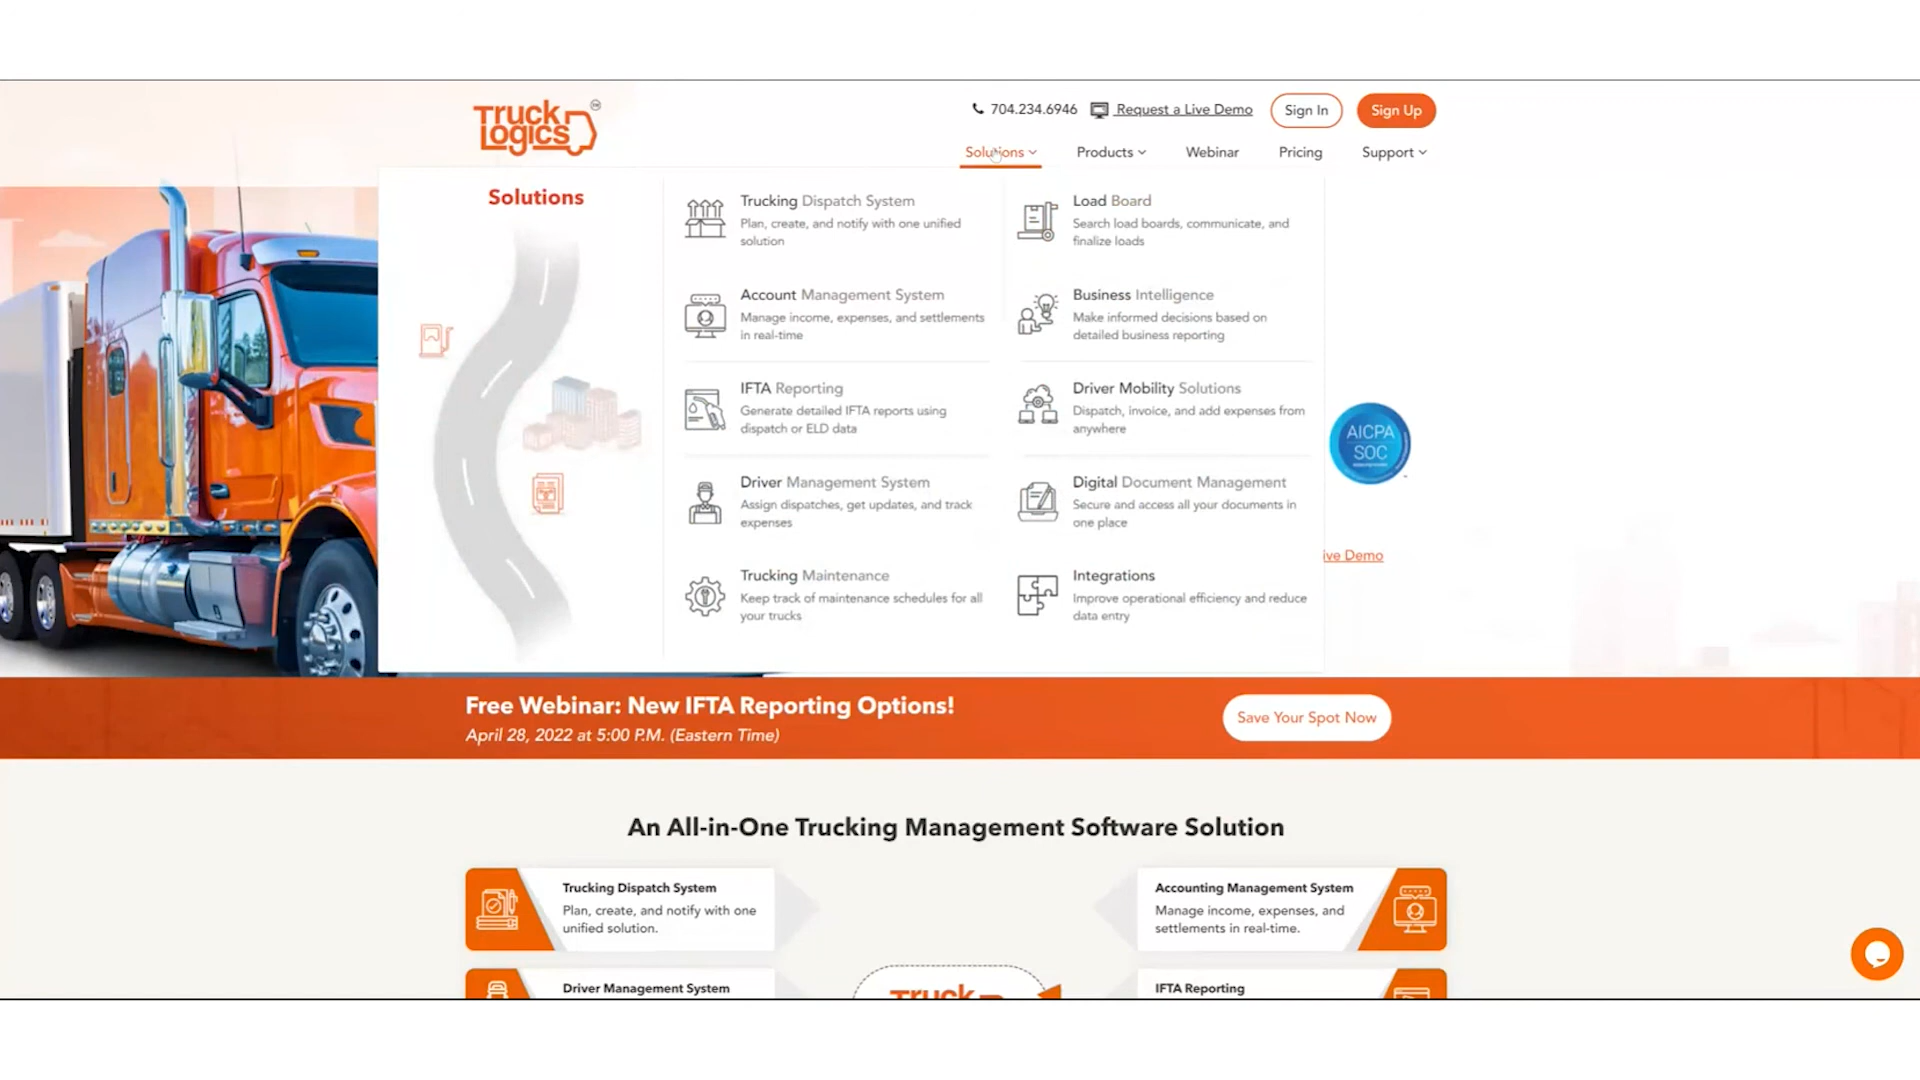 Truck
Logics
TM
704.234.6946
Request a Live Demo
Sign In
Sign Up
Solutions
Products
Webinar
Pricing
Support
Solutions
Trucking Dispatch System
Plan, create, and notify with one unified
solution
Load Board
Search load boards, communicate, and
finalize loads
Account Management System
Manage income, expenses, and settlements
in real-time
Business Intelligence
Make informed decisions based on
detailed business reporting
IFTA Reporting
Generate detailed IFTA reports using
dispatch or ELD data
Driver Mobility Solutions
Dispatch, invoice, and add expenses from
anywhere
AICPA
SOC
Driver Management System
Assign dispatches, get updates, and track
expenses
Digital Document Management
Secure and access all your documents in
one place
ive Demo
Trucking Maintenance
Keep track of maintenance schedules for all
your trucks
Integrations
Improve operational efficiency and reduce
data entry
Free Webinar: New IFTA Reporting Options!
April 28, 2022 at 5:00 P.M. (Eastern Time)
Save Your Spot Now
An All-in-One Trucking Management Software Solution
Trucking Dispatch System
Plan, create, and notify with one
unified solution.
Accounting Management System
Manage income, expenses, and
settlements in real-time.
Driver Management System
Truck
IFTA Reporting